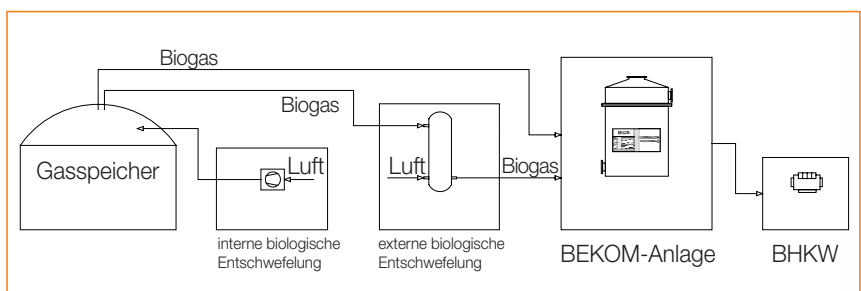 Biogas
Biogas
Gasspeicher
Luft
Luft
Biogas
interne biologische
Entschwefelung
externe biologische
Entschwefelung
BEKOM-Anlage
BHKW